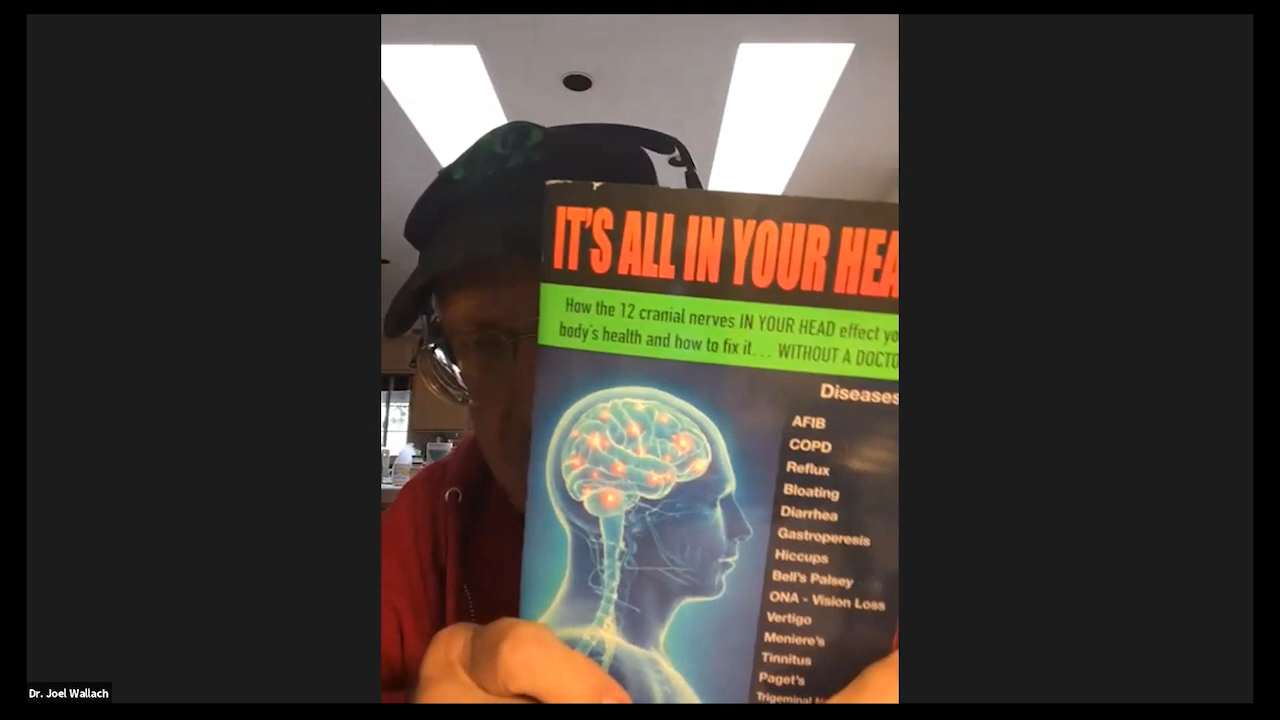 IT'S ALL IN YOUR HEA
How the 12 cranial nerves IN YOUR HEAD effect yo
body's health and how to fix it... WITHOUT A DOCTO
Diseases
AFIB
COPD
Reflux
Bloating
Diarrhea
Gastroperesis
Hiccups
Bell's Palsey
ONA - Vision Loss
Vertigo
Meniere's
Tinnitus
Paget's
Trigeminal
Dr. Joel Wallach